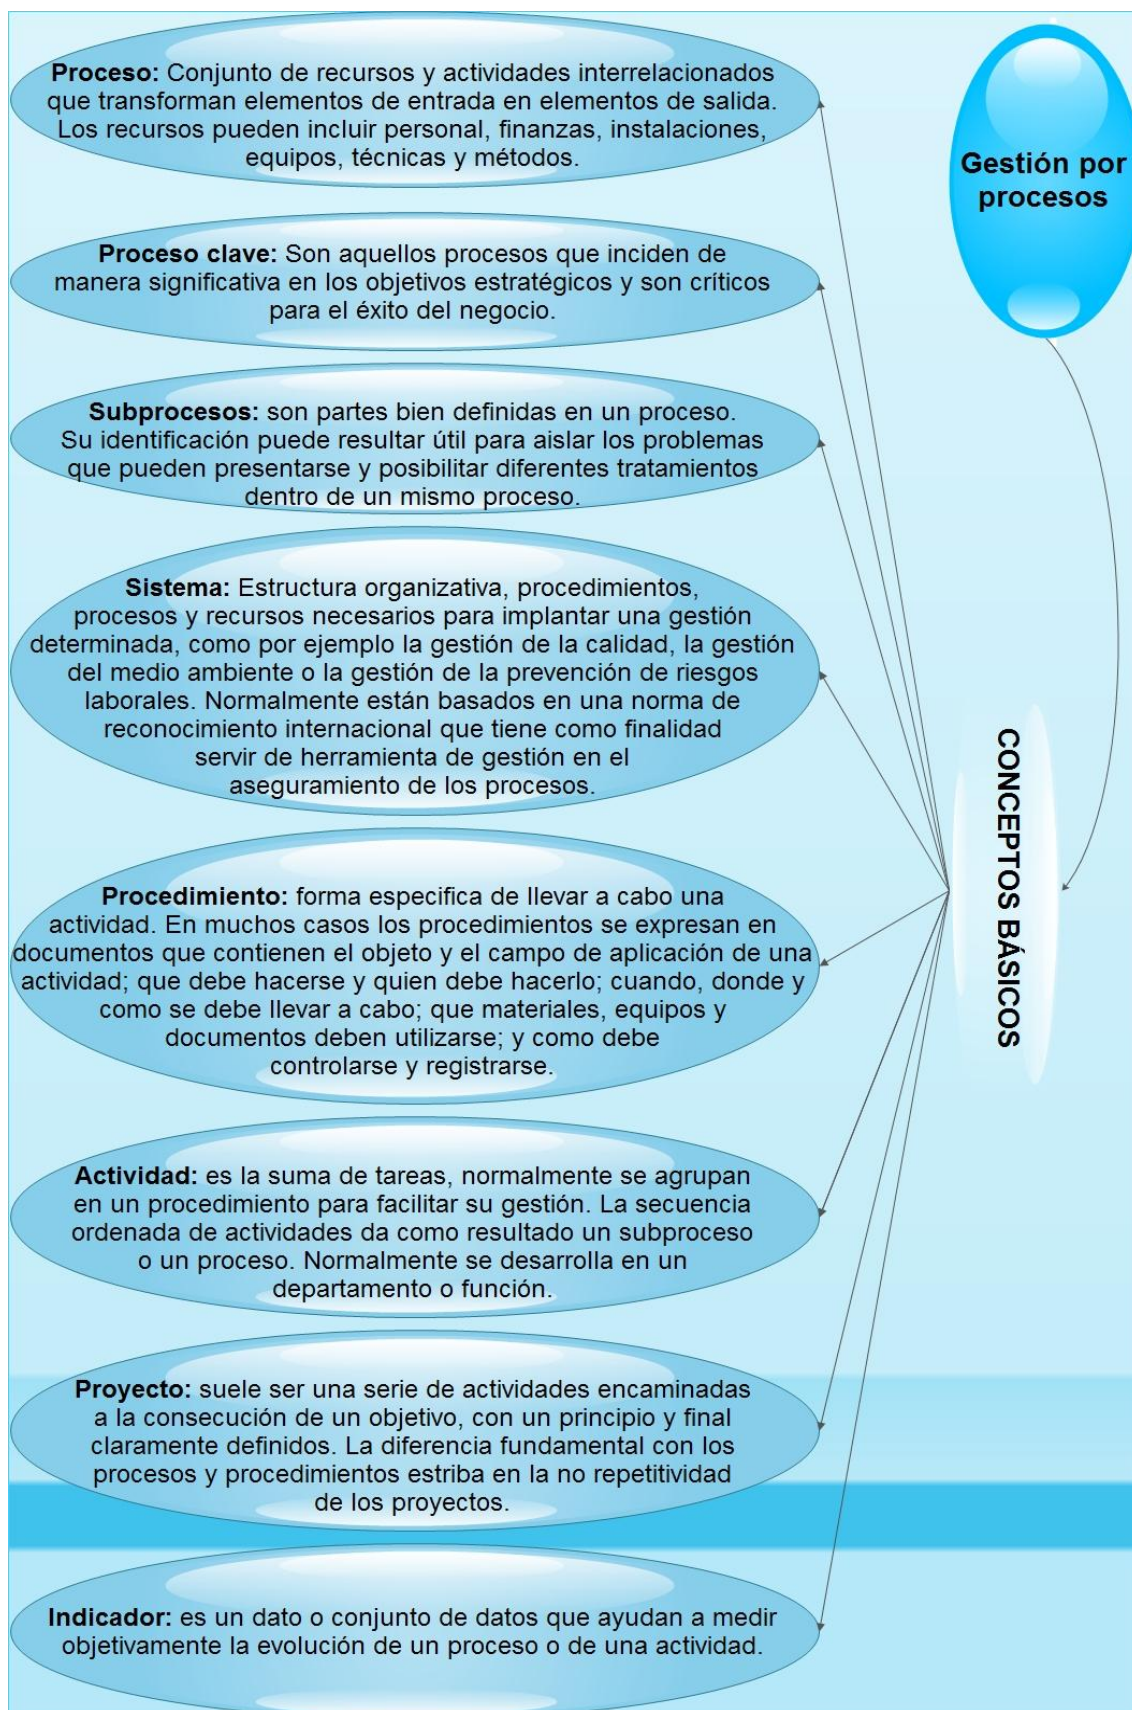 Gestión por
procesos
CONCEPTOS BÁSICOS
Proceso: Conjunto de recursos y actividades interrelacionados
que transforman elementos de entrada en elementos de salida.
Los recursos pueden incluir personal, finanzas, instalaciones,
equipos, técnicas y métodos.
Proceso clave: Son aquellos procesos que inciden de
manera significativa en los objetivos estratégicos y son críticos
para el éxito del negocio.
Subprocesos: son partes bien definidas en un proceso.
Su identificación puede resultar útil para aislar los problemas
que pueden presentarse y posibilitar diferentes tratamientos
dentro de un mismo proceso.
Sistema: Estructura organizativa, procedimientos,
procesos y recursos necesarios para implantar una gestión
determinada, como por ejemplo la gestión de la calidad, la gestión
del medio ambiente o la gestión de la prevención de riesgos
laborales. Normalmente están basados en una norma de
reconocimiento internacional que tiene como finalidad
servir de herramienta de gestión en el
aseguramiento de los procesos.
Procedimiento: forma especifica de llevar a cabo una
actividad. En muchos casos los procedimientos se expresan en
documentos que contienen el objeto y el campo de aplicación de una
actividad; que debe hacerse y quien debe hacerlo; cuando, donde y
como se debe llevar a cabo; que materiales, equipos y
documentos deben utilizarse; y como debe
controlarse y registrarse.
Actividad: es la suma de tareas, normalmente se agrupan
en un procedimiento para facilitar su gestión. La secuencia
ordenada de actividades da como resultado un subproceso
o un proceso. Normalmente se desarrolla en un
departamento o función.
Proyecto: suele ser una serie de actividades encaminadas
a la consecución de un objetivo, con un principio y final
claramente definidos. La diferencia fundamental con los
procesos y procedimientos estriba en la no repetitividad
de los proyectos.
Indicador: es un dato o conjunto de datos que ayudan a medir
objetivamente la evolución de un proceso o de una actividad.